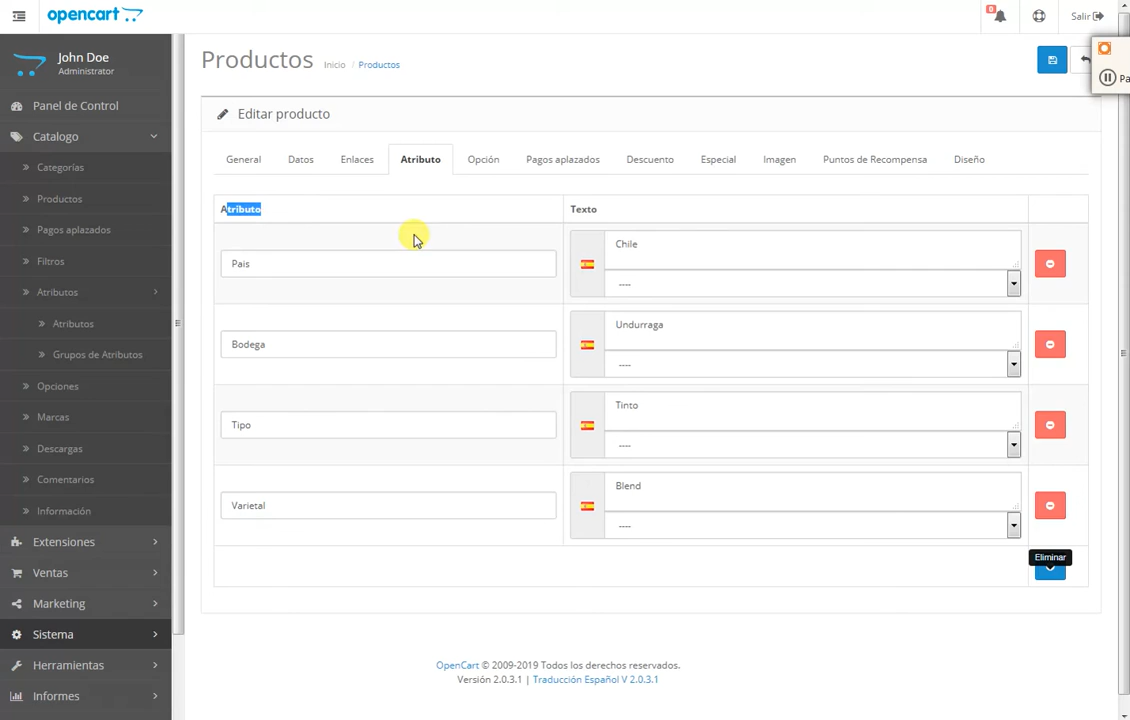 opencart
0
Salir
John Doe
Administrator
Productos
Inicio / Productos
Pa
Panel de Control
Catalogo
Categorías
Productos
Pagos aplazados
Filtros
Atributos
Atributos
Grupos de Atributos
Opciones
Marcas
Descargas
Comentarios
Información
Extensiones
Ventas
Marketing
Sistema
Herramientas
Informes
Editar producto
General Datos Enlaces Atributo Opción Pagos aplazados Descuento Especial Imagen Puntos de Recompensa Diseño
Atributo Texto
Pais
Chile
----
Bodega
Undurraga
----
Tipo
Tinto
----
Varietal
Blend
----
Eliminar
OpenCart © 2009-2019 Todos los derechos reservados.
Versión 2.0.3.1 | Traducción Español V 2.0.3.1